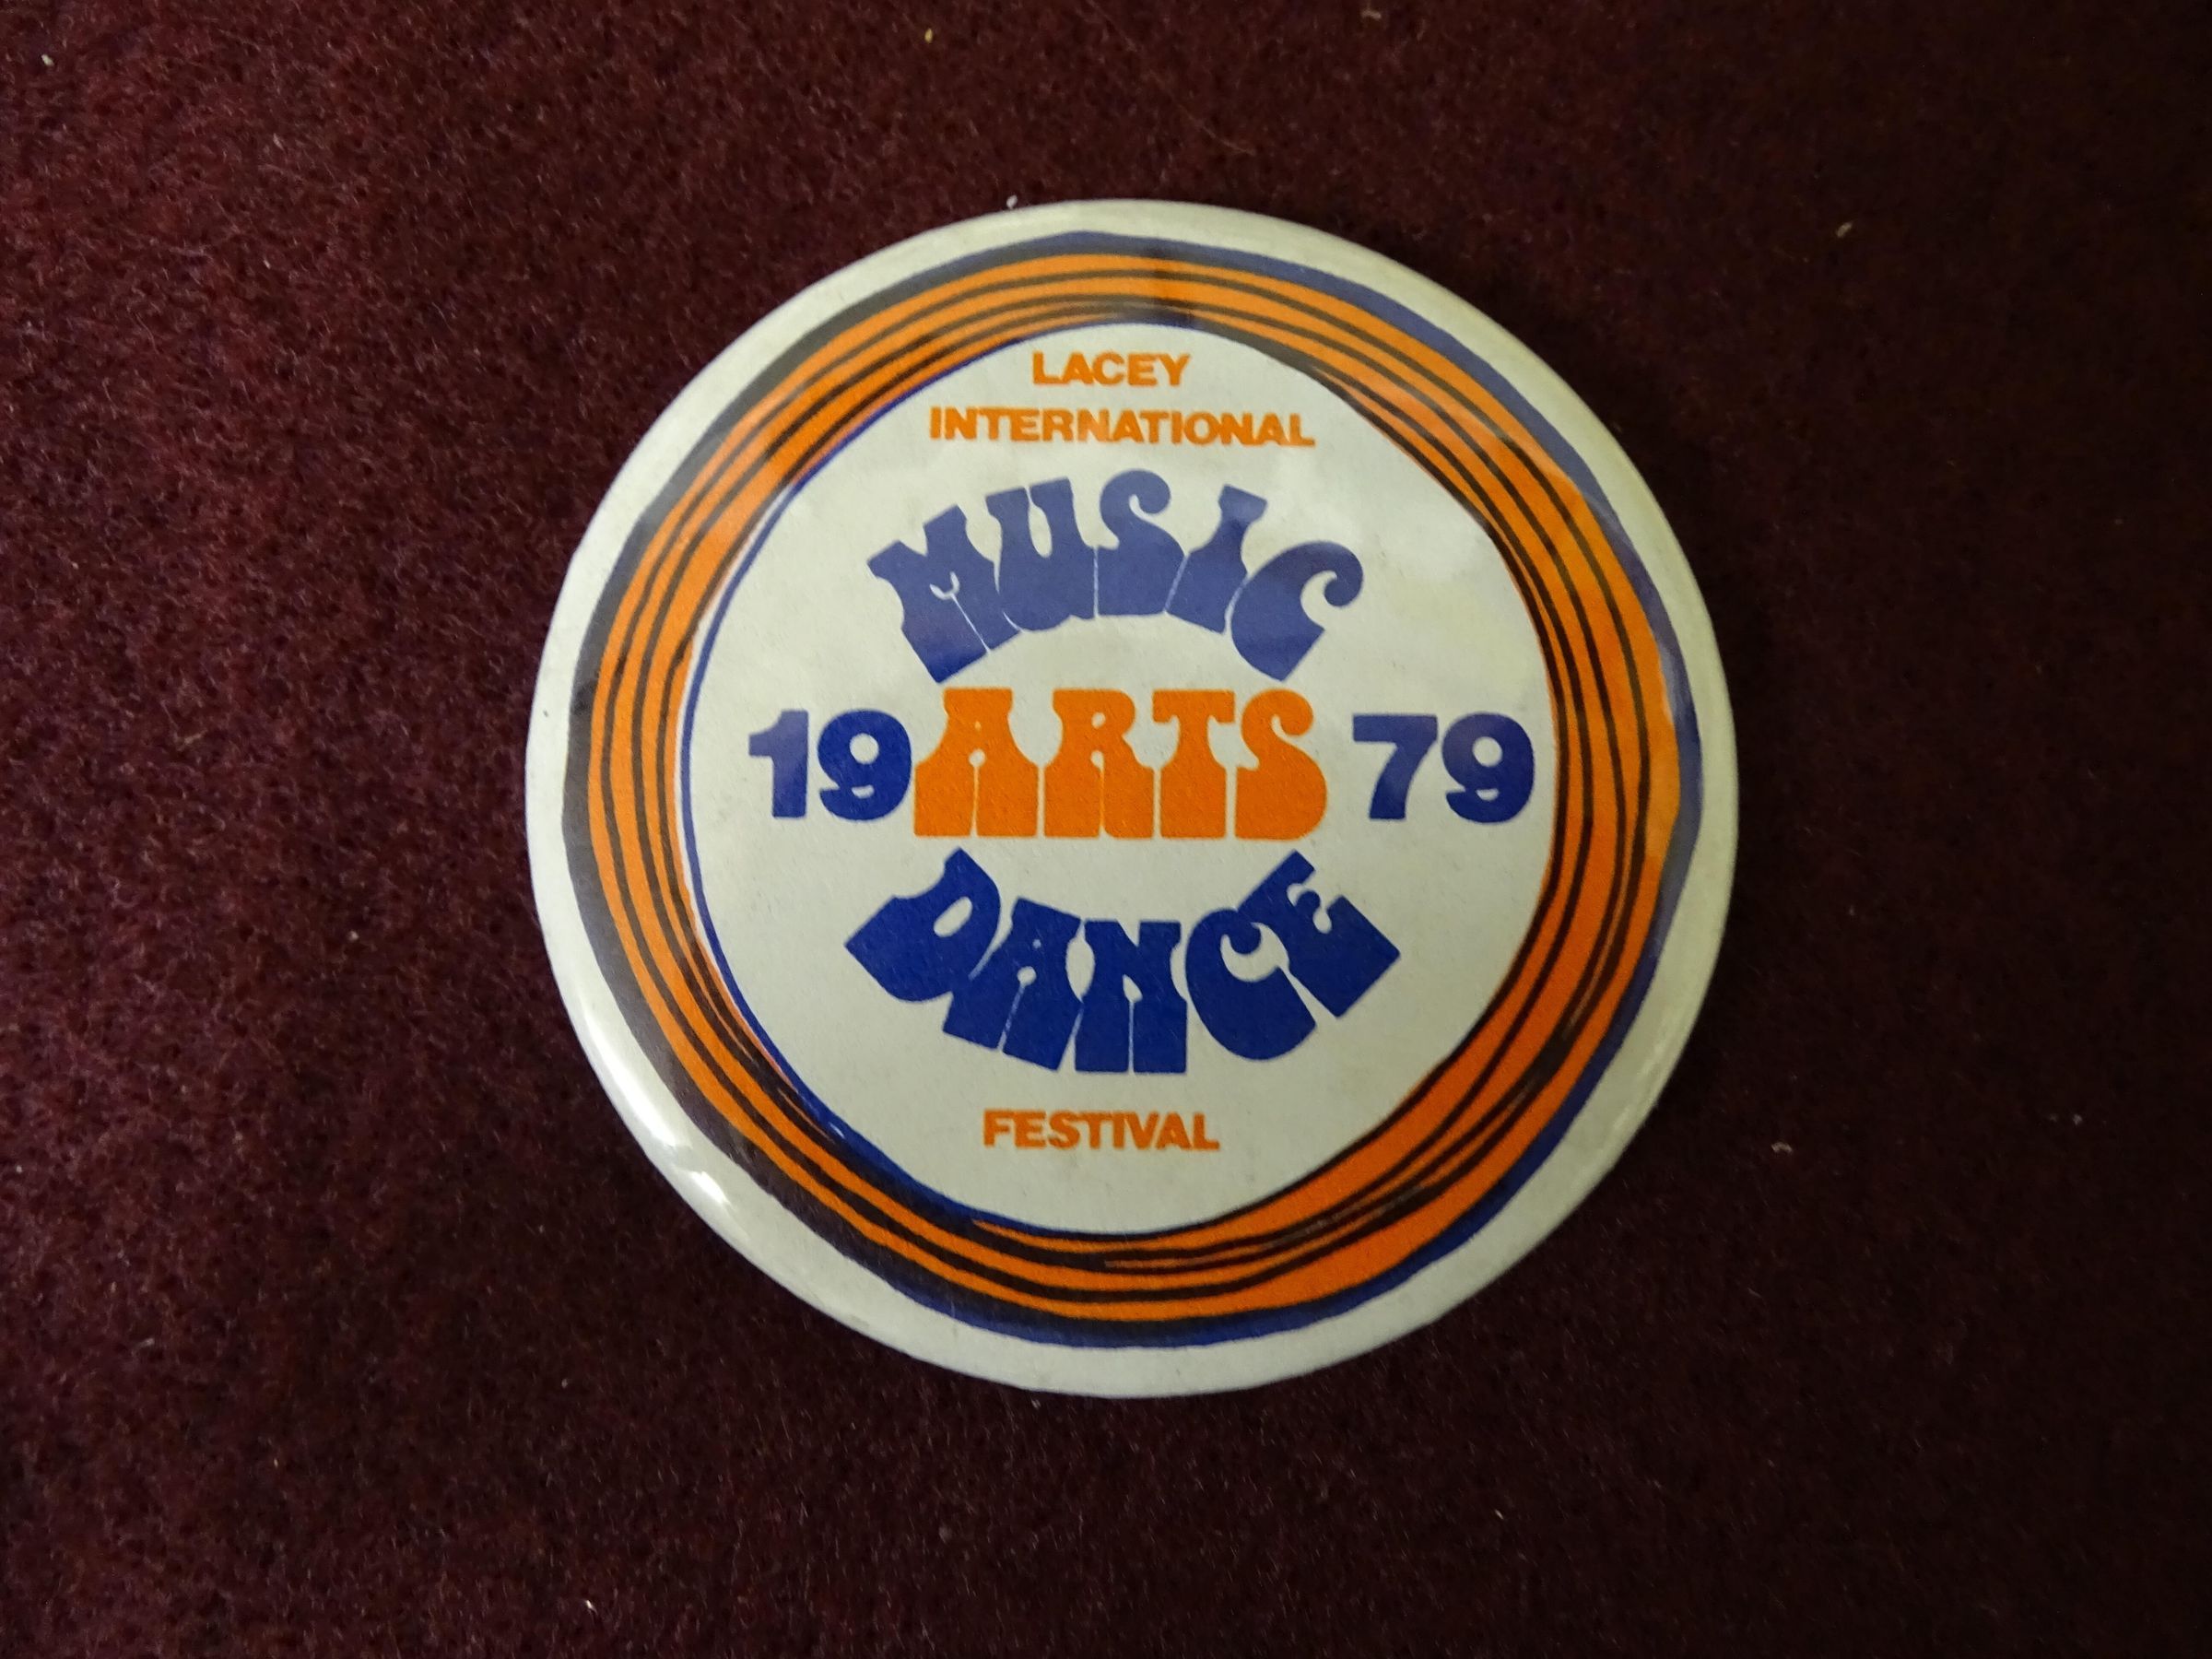 LACEY
INTERNATIONAL
MUSIC
19 ARTS 79
DANCE
FESTIVAL